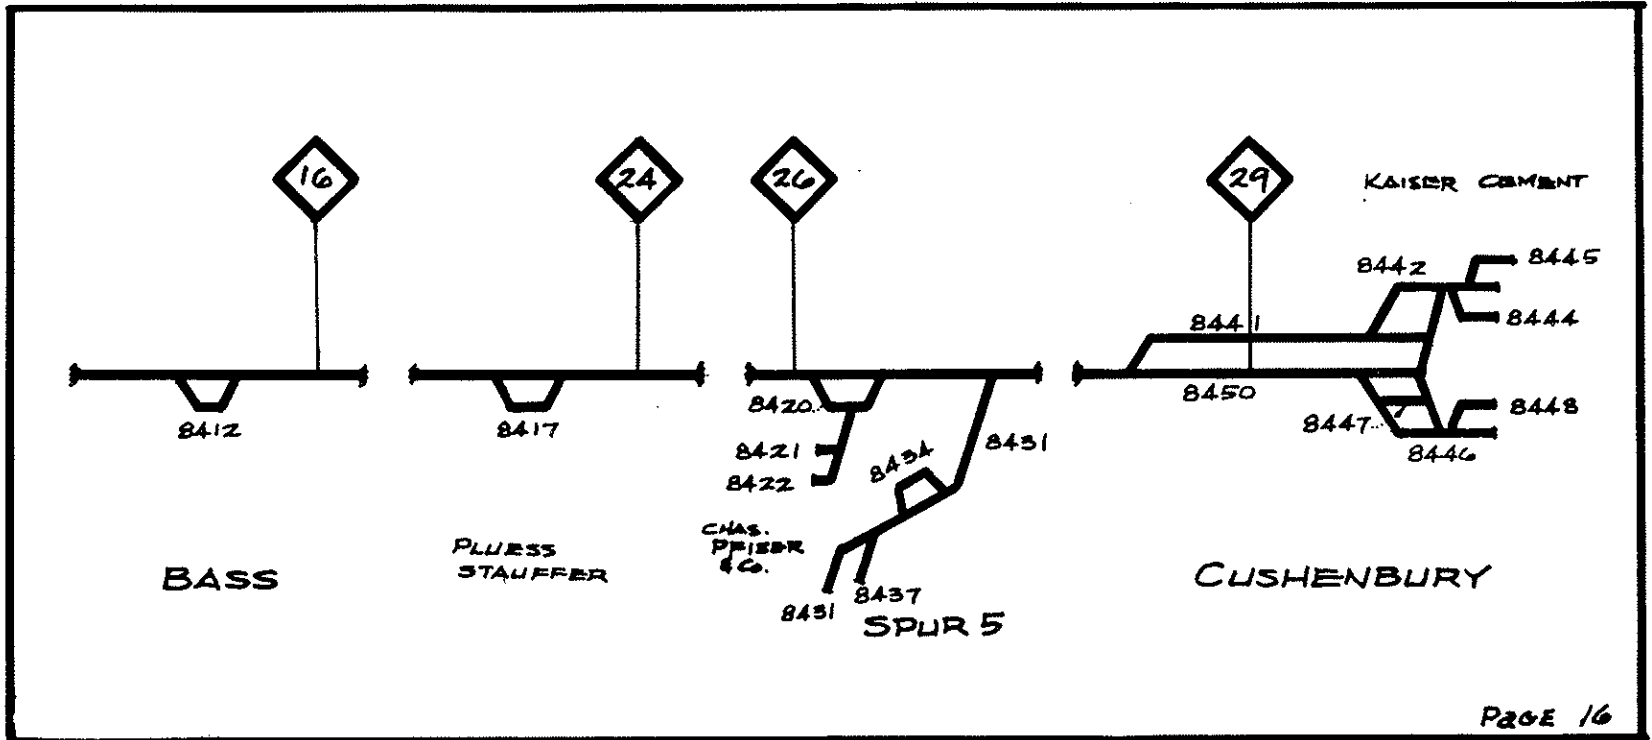 16
24
26
29
KAISER CEMENT
8445
8442
8444
8441
8450
8412
8417
8420
8421
8422
8434
8431
8447
8448
8446
CHAS.
PFISER
& CO.
PLUESS
STAUFFER
BASS
8431
8437
SPUR 5
CUSHENBURY
PAGE 16